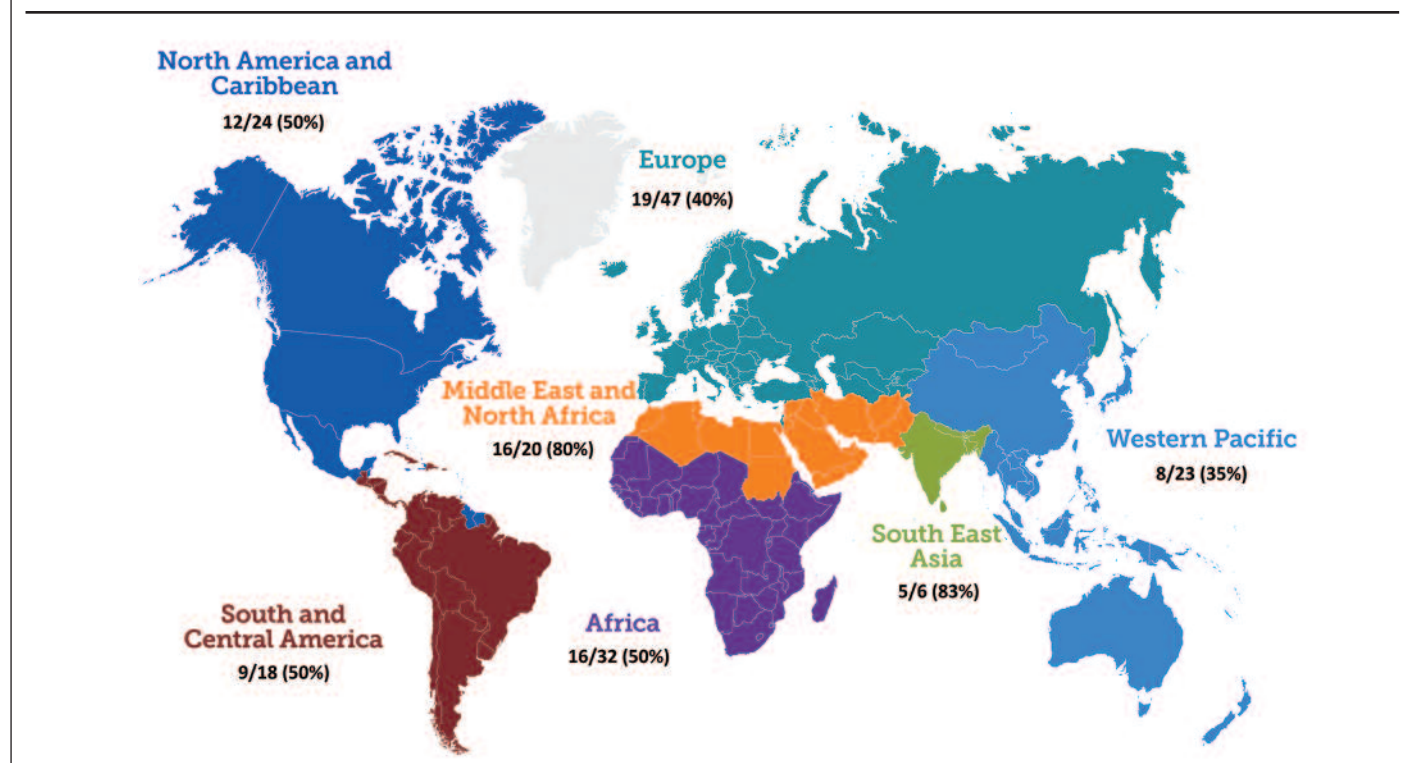 North America and
Caribbean
12/24 (50%)
Europe
19/47 (40%)
Middle East and
North Africa
16/20 (80%)
Western Pacific
8/23 (35%)
South East
Asia
5/6 (83%)
South and
Central America
9/18 (50%)
Africa
16/32 (50%)